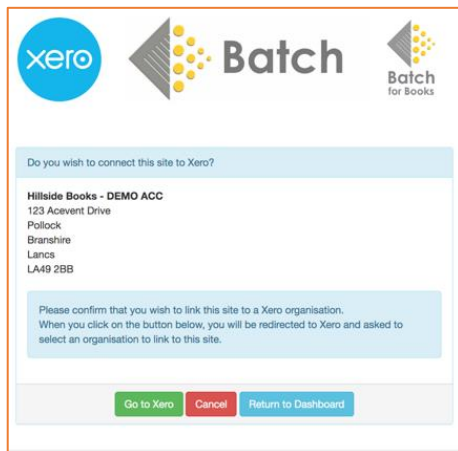 xero
Batch
Batch
for Books
Do you wish to connect this site to Xero?
Hillside Books - DEMO ACC
123 Acevent Drive
Pollock
Branshire
Lancs
LA49 2BB
Please confirm that you wish to link this site to a Xero organisation.
When you click on the button below, you will be redirected to Xero and asked to
select an organisation to link to this site.
Go to Xero Cancel Return to Dashboard